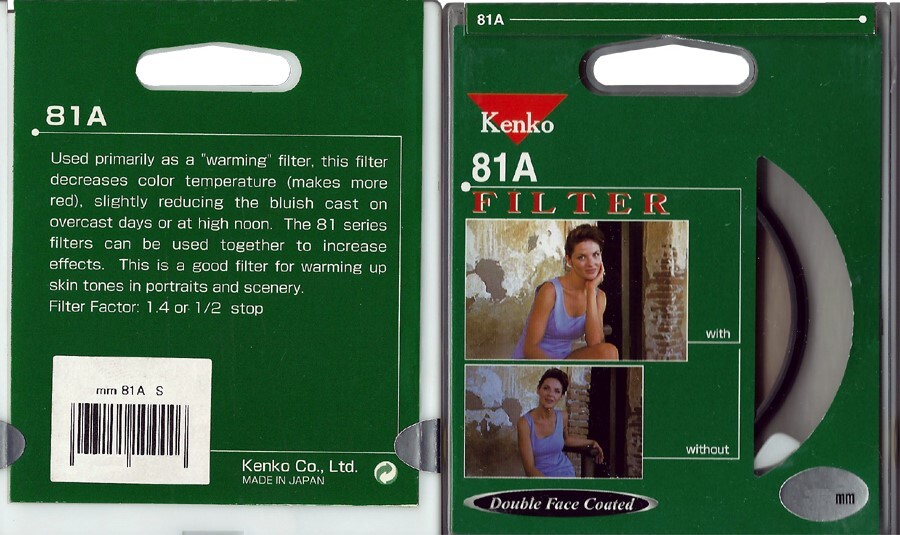 81A
Used primarily as a "warming" filter, this filter
decreases color temperature (makes more
red), slightly reducing the bluish cast on
overcast days or at high noon. The 81 series
filters can be used together to increase
effects. This is a good filter for warming up
skin tones in portraits and scenery.
Filter Factor: 1.4 or 1/2 stop
mm 81A S
Kenko Co., Ltd.
MADE IN JAPAN
81A
Kenko
81A
FILTER
with
without
Double Face Coated
mm